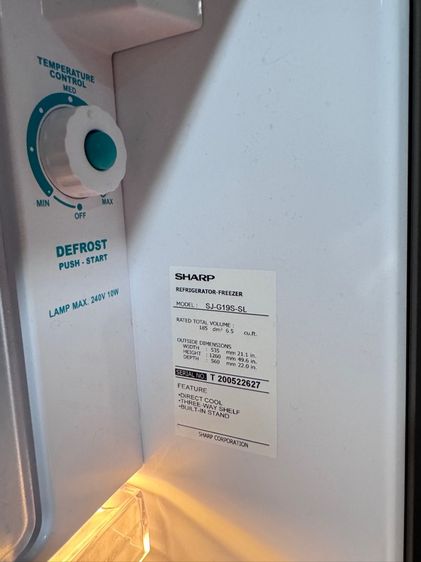 TEMPERATURE
CONTROL
MED
MIN
MAX
OFF
DEFROST
PUSH - START
LAMP MAX. 240V 10W
SHARP
REFRIGERATOR-FREEZER
MODEL : SJ-G19S-SL
RATED TOTAL VOLUME :
185 dm³ 6.5 cu.ft.
OUTSIDE DIMENSIONS
WIDTH : 535 mm 21.1 in.
HEIGHT : 1260 mm 49.6 in.
DEPTH : 560 mm 22.0 in.
SERIAL NO. T 200522627
FEATURE
•DIRECT COOL
•THREE-WAY SHELF
•BUILT-IN STAND
SHARP CORPORATION